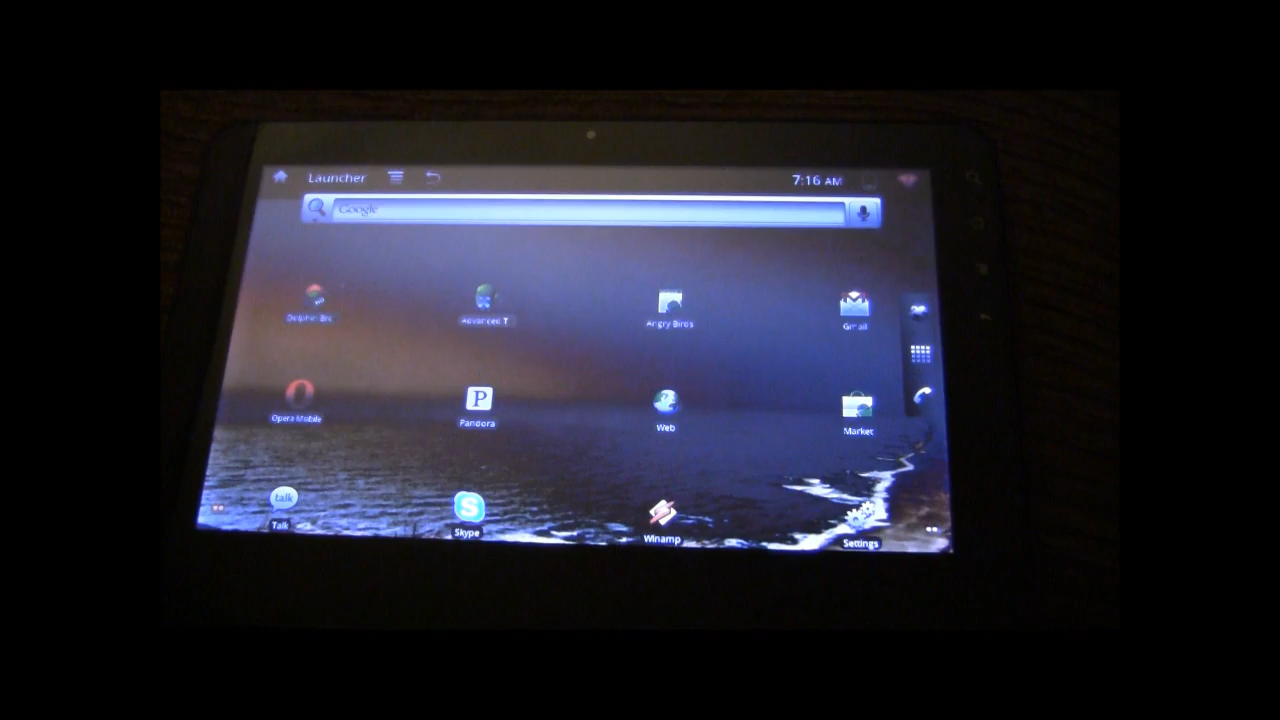 Launcher
7:16 AM
Google
Dolphin Bro
Advanced T
Angry Birds
Gmail
Opera Mobile
P
Pandora
Web
Market
talk
Talk
S
Skype
Winamp
Settings